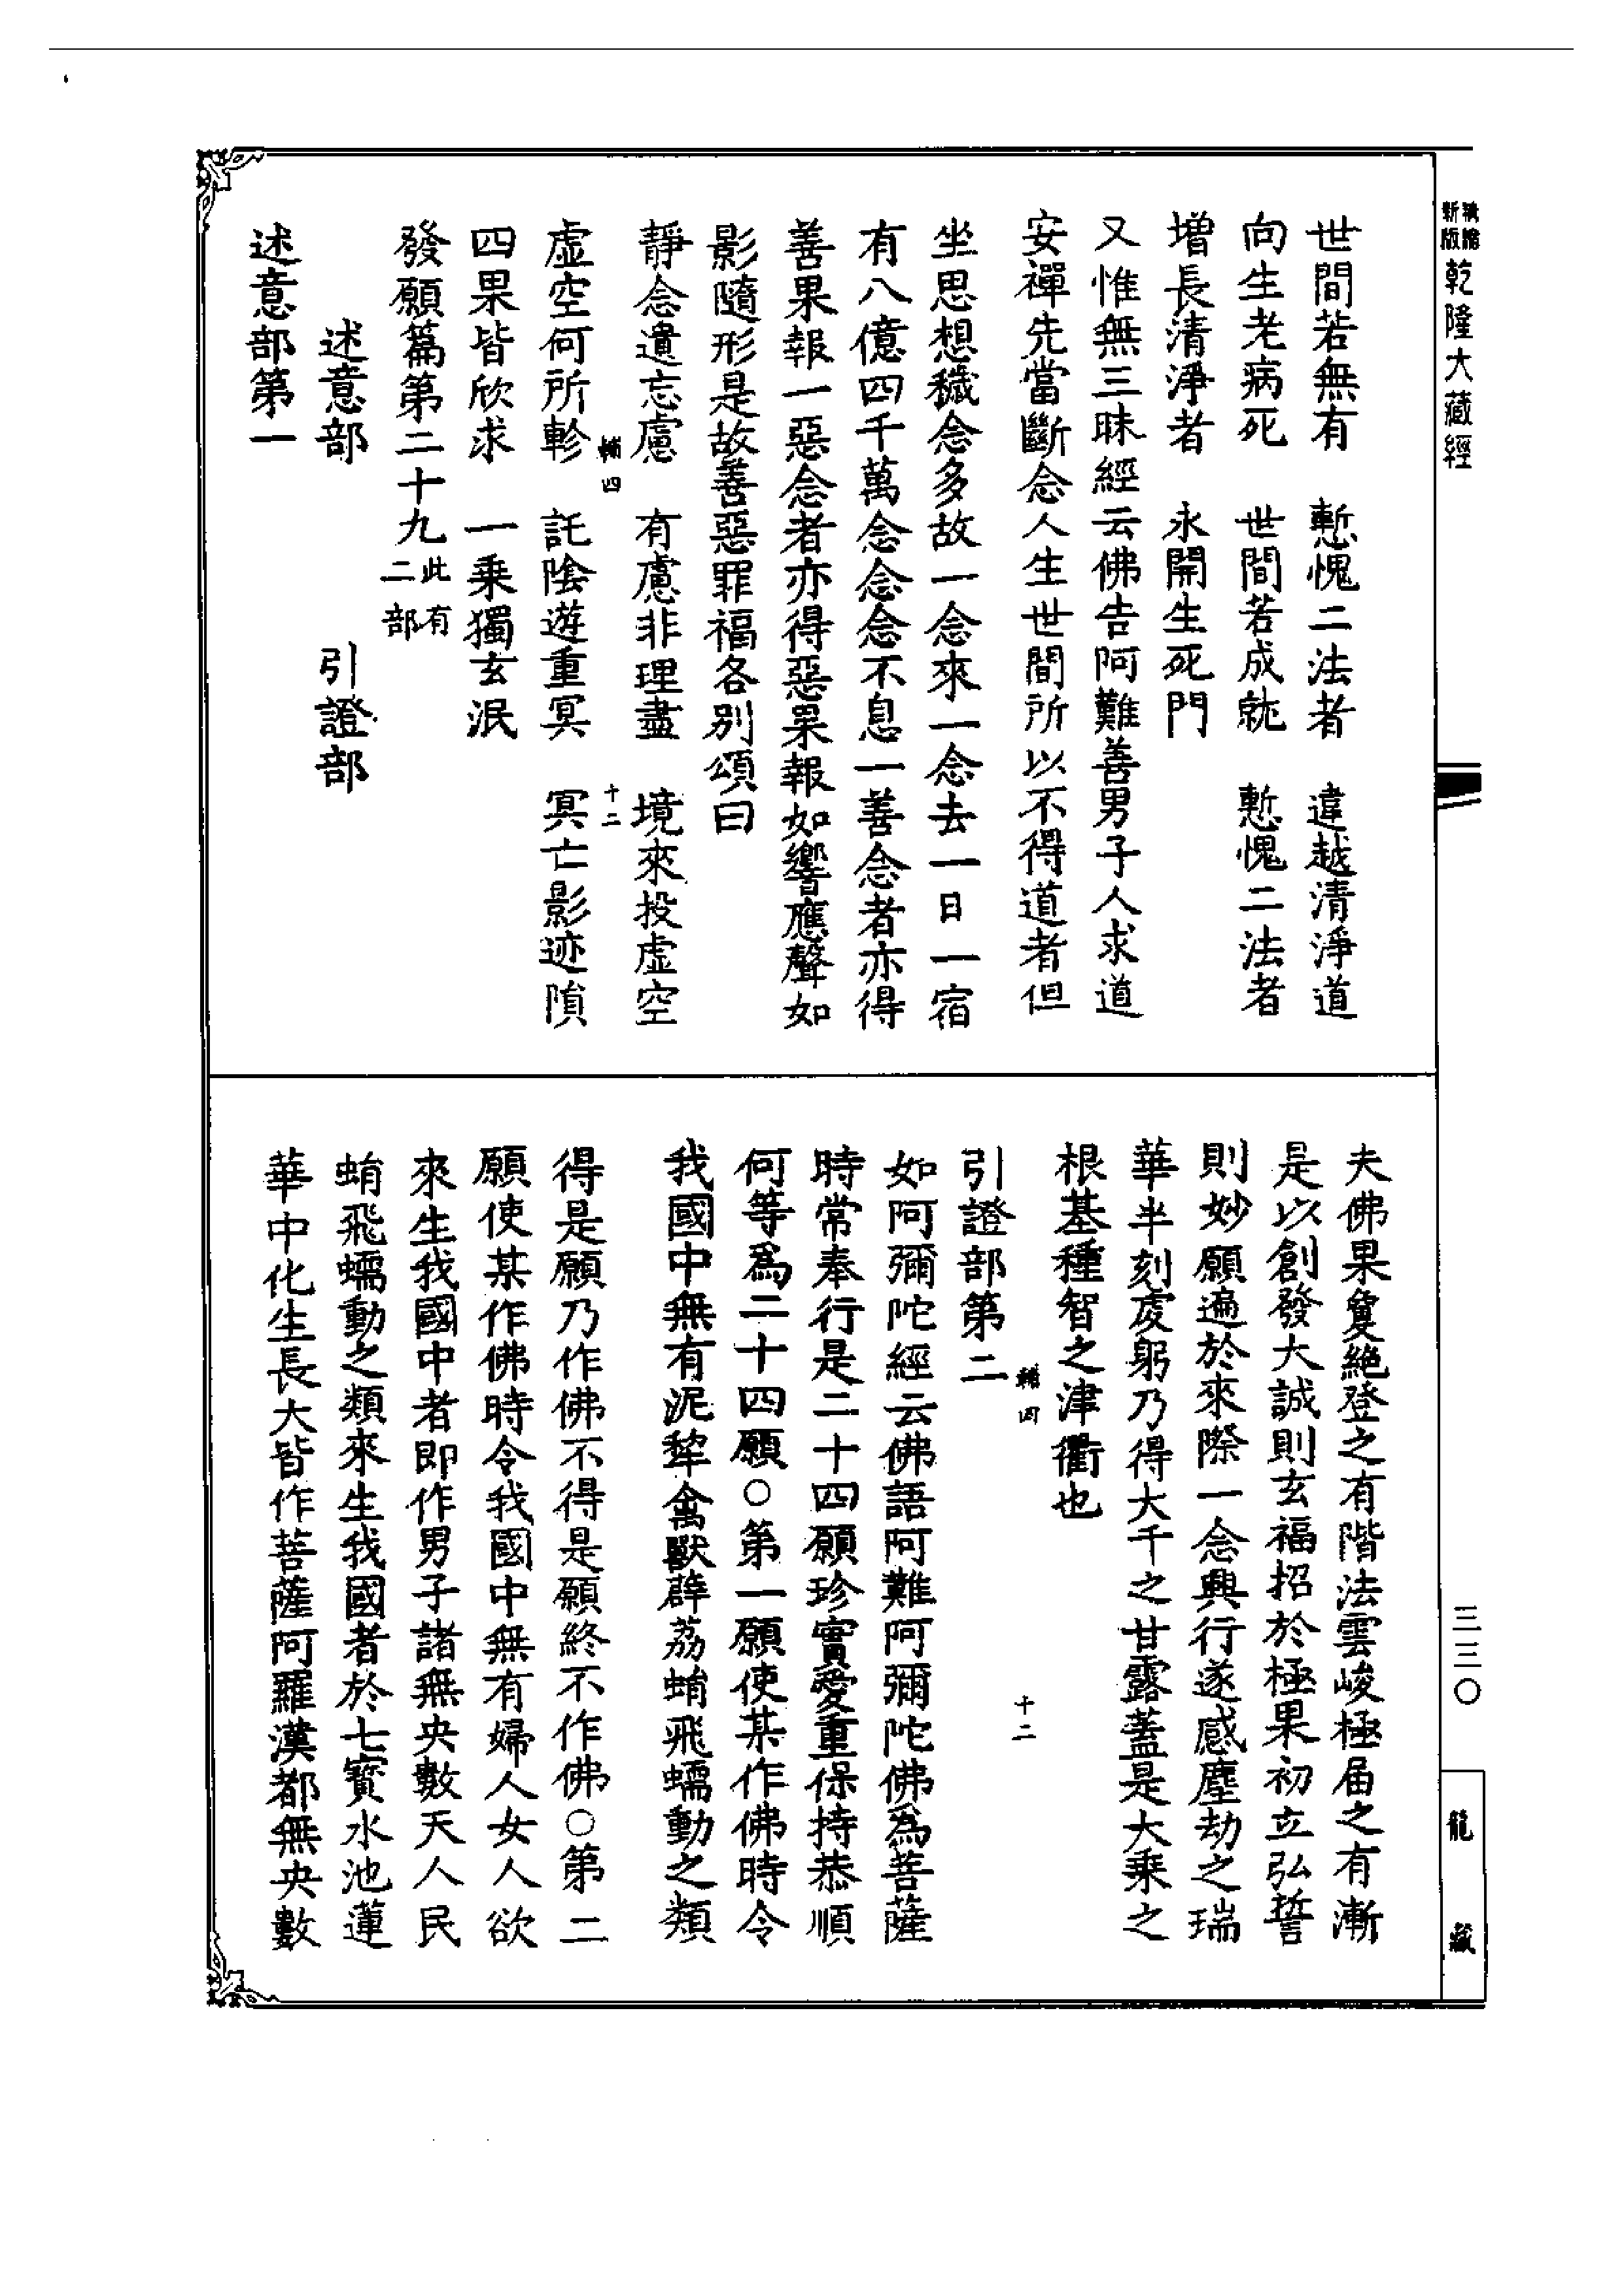 精縮新版乾隆大藏經
世間若無有　慙愧二法者　違越清淨道
向生老病死　世間若成就　慙愧二法者
增長清淨者　永開生死門
又惟無三昧經云佛告阿難善男子人求道
安禪先當斷念人生世間所以不得道者但
坐思想穢念多故一念來一念去一日一宿
有八億四千萬念念念不息一善念者亦得
善果報一惡念者亦得惡果報如響應聲如
影隨形是故善惡罪福各別頌曰
靜念遺忘慮　有慮非理盡　境來投虛空
輔四　十二
虛空何所軫　託陰遊重冥　冥亡影迹隕
四果皆欣求　一乘獨玄泯
發願篇第二十九此有二部
述意部　引證部
述意部第一
夫佛果敻絕登之有階法雲峻極届之有漸
是以創發大誠則玄福招於極果初立弘誓
則妙願遍於來際一念興行遂感塵劫之瑞
華半刻虔躬乃得大千之甘露蓋是大乘之
根基種智之津衢也
輔四　十二
引證部第二
如阿彌陀經云佛語阿難阿彌陀佛爲菩薩
時常奉行是二十四願珍寶愛重保持恭順
何等爲二十四願○第一願使某作佛時令
我國中無有泥犂禽獸薜荔蜎飛蠕動之類
得是願乃作佛不得是願終不作佛○第二
願使某作佛時令我國中無有婦人女人欲
來生我國中者即作男子諸無央數天人民
蜎飛蠕動之類來生我國者於七寶水池蓮
華中化生長大皆作菩薩阿羅漢都無央數
三三〇
龍藏